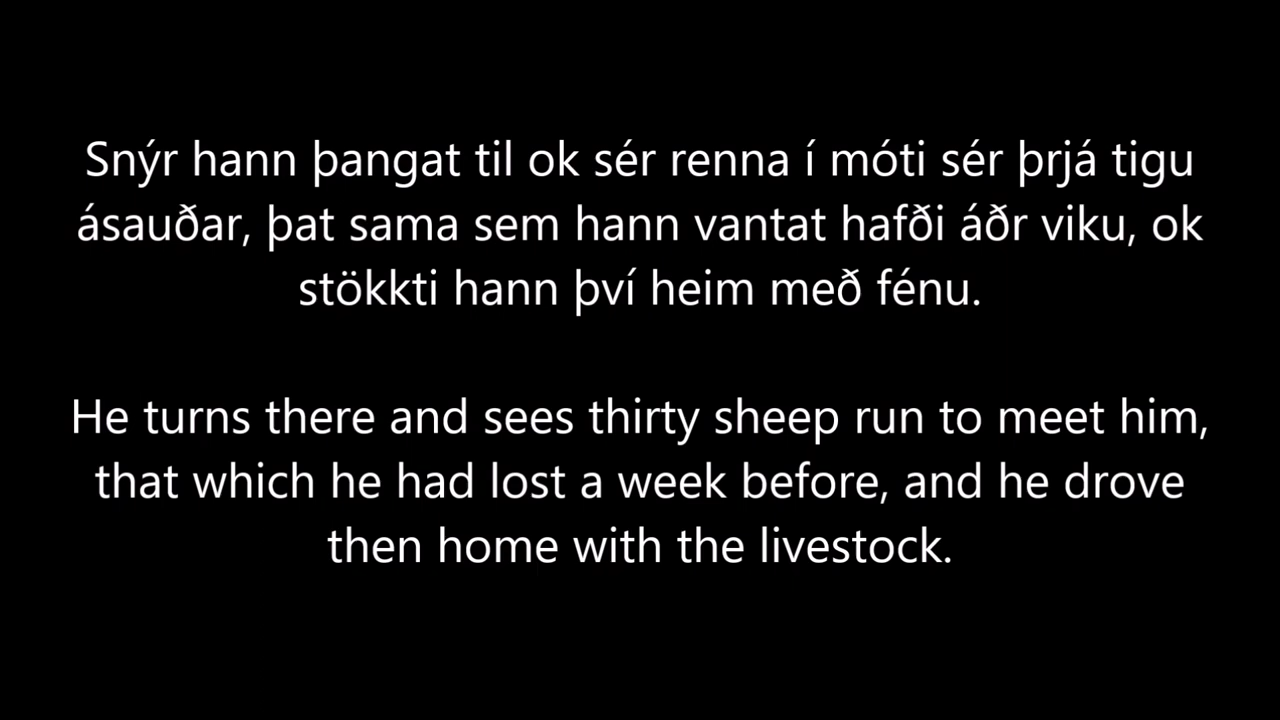 Snýr hann þangat til ok sér renna í móti sér þrjá tigu
ásauðar, þat sama sem hann vantat hafði áðr viku, ok
stökkti hann því heim með fénu.
He turns there and sees thirty sheep run to meet him,
that which he had lost a week before, and he drove
then home with the livestock.